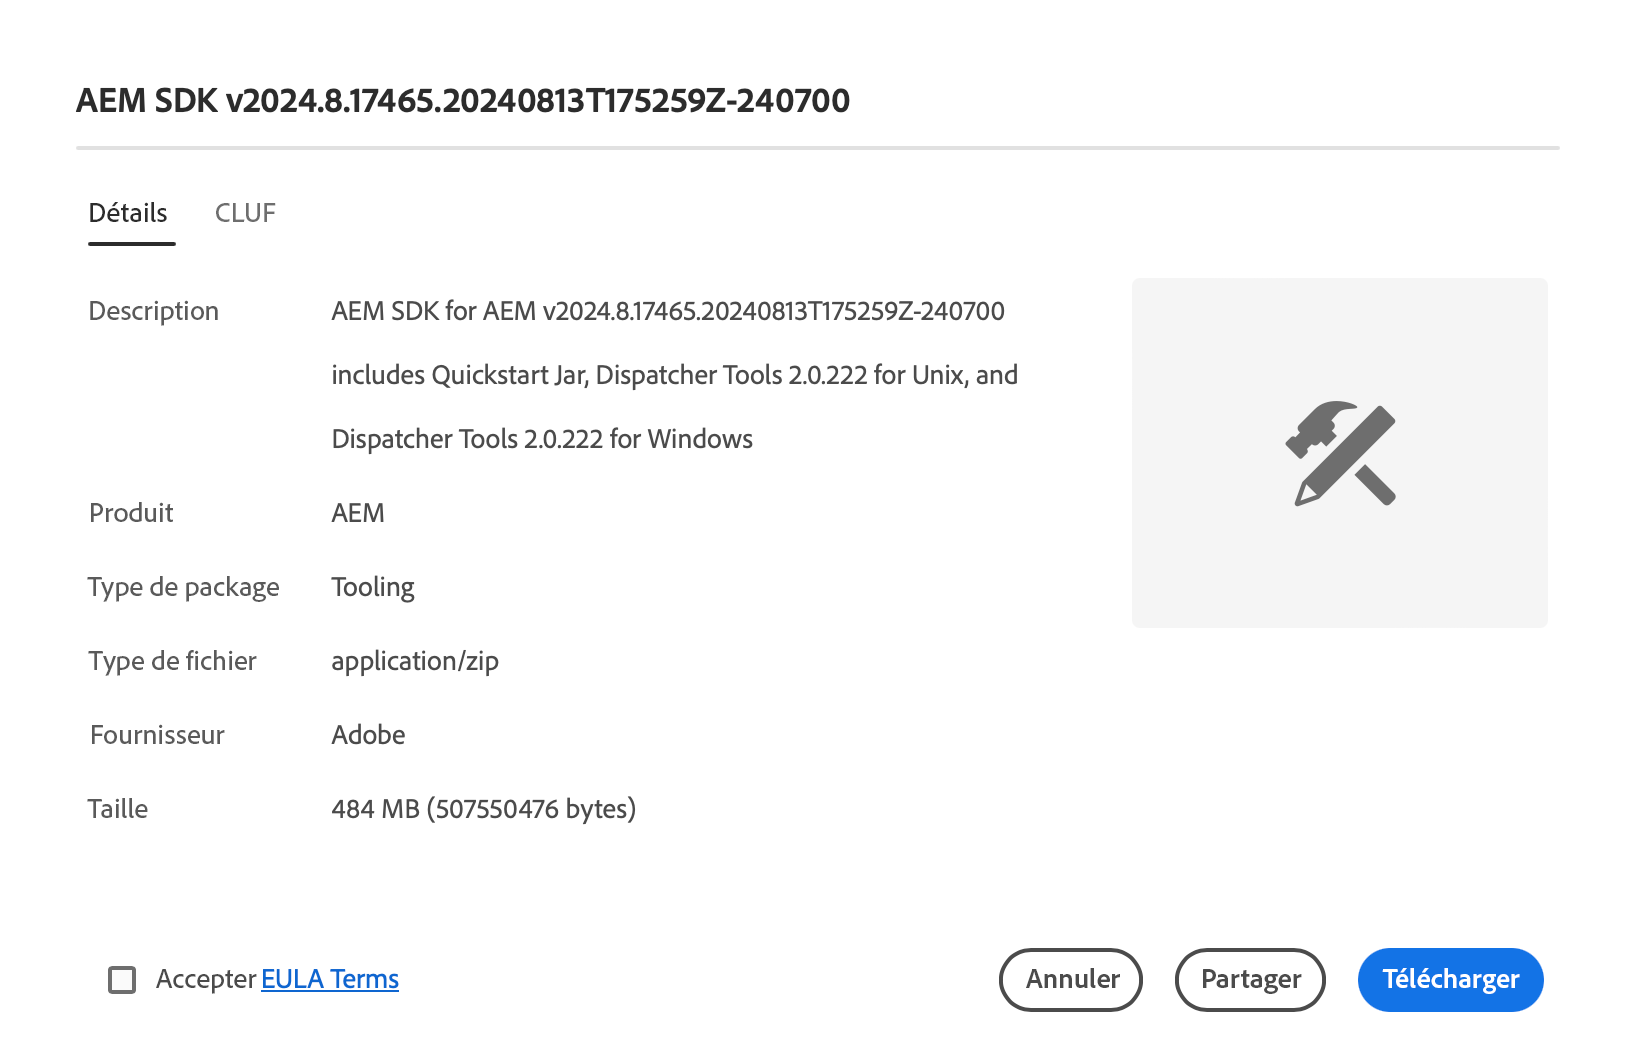 AEM SDK v2024.8.17465.20240813T175259Z-240700
Détails CLUF
Description AEM SDK for AEM v2024.8.17465.20240813T175259Z-240700
includes Quickstart Jar, Dispatcher Tools 2.0.222 for Unix, and
Dispatcher Tools 2.0.222 for Windows
Produit AEM
Type de package Tooling
Type de fichier application/zip
Fournisseur Adobe
Taille 484 MB (507550476 bytes)
Accepter EULA Terms Annuler Partager Télécharger